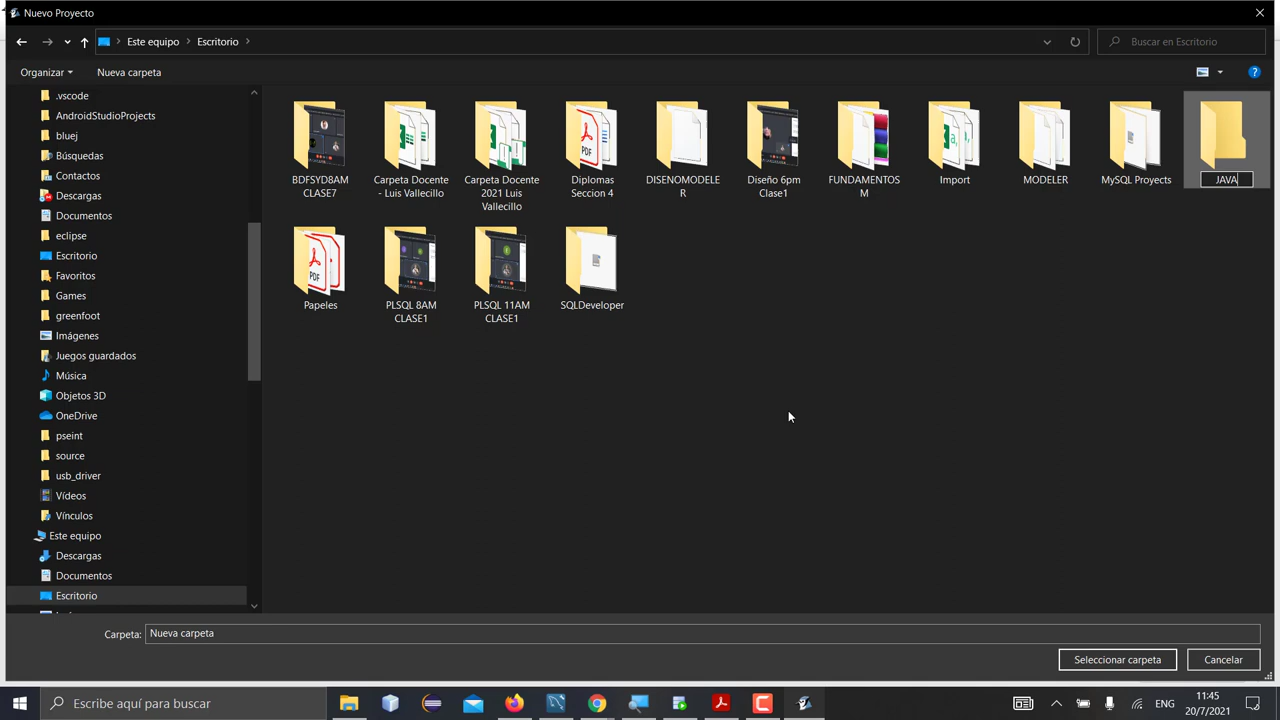 Nuevo Proyecto
Este equipo
Escritorio
Buscar en Escritorio
Organizar
Nueva carpeta
.vscode
AndroidStudioProjects
bluej
Búsquedas
Contactos
Descargas
Documentos
eclipse
Escritorio
Favoritos
Games
greenfoot
Imágenes
Juegos guardados
Música
Objetos 3D
OneDrive
pseint
source
usb_driver
Vídeos
Vínculos
Este equipo
Descargas
Documentos
Escritorio
BDFSYD8AM
CLASE7
Carpeta Docente
- Luis Vallecillo
Carpeta Docente
2021 Luis
Vallecillo
PDF
Diplomas
Seccion 4
DISENOMODELE
R
Diseño 6pm
Clase1
FUNDAMENTOS
M
Import
MODELER
MySQL Proyects
JAVA
PDF
Papeles
PLSQL 8AM
CLASE1
PLSQL 11AM
CLASE1
SQLDeveloper
Carpeta:
Nueva carpeta
Seleccionar carpeta
Cancelar
Escribe aquí para buscar
ENG
11:45
20/7/2021